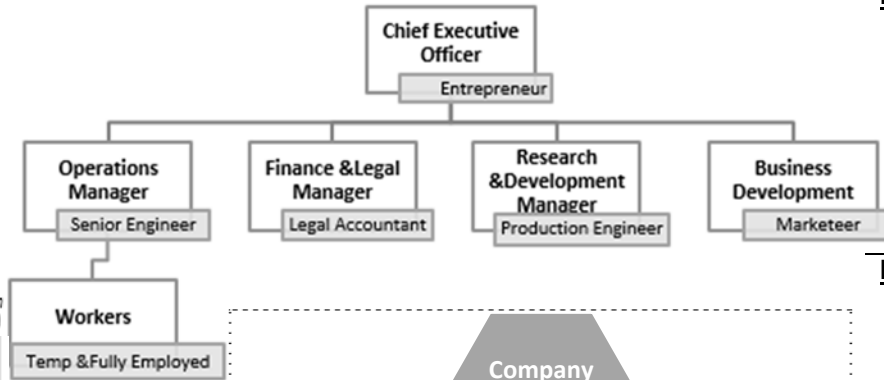 Chief Executive
Officer
Entrepreneur
Operations
Manager
Senior Engineer
Finance &Legal
Manager
Legal Accountant
Research
&Development
Manager
Production Engineer
Business
Development
Marketeer
Workers
Temp &Fully Employed
Company